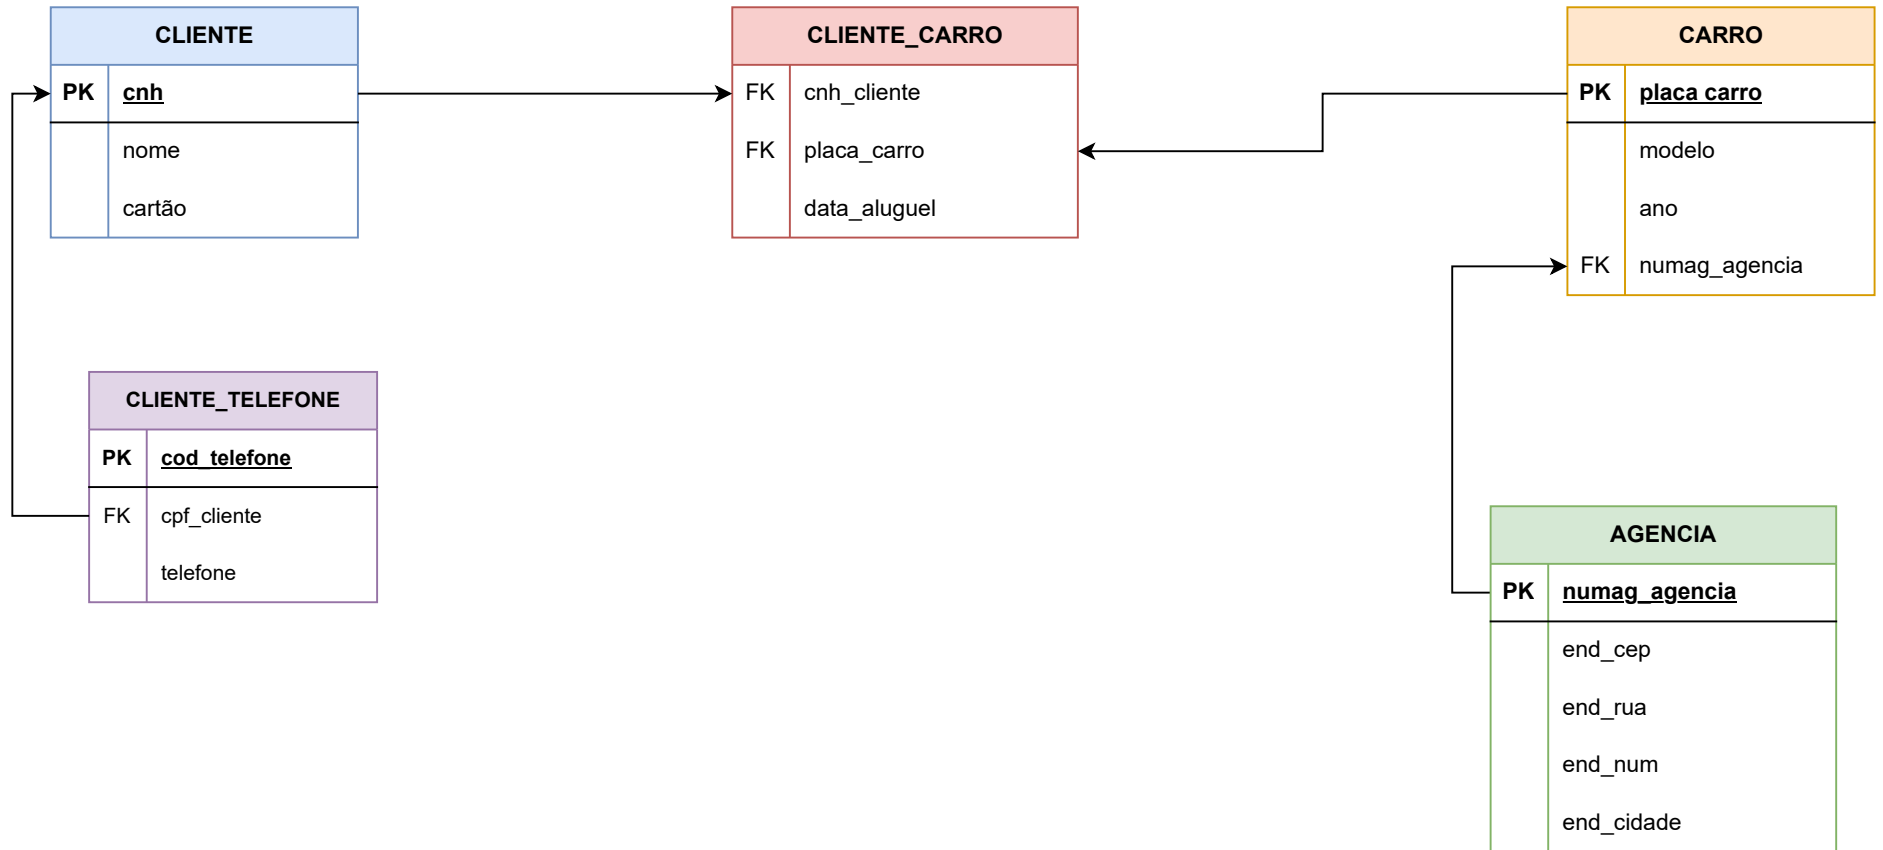 CLIENTE
PK cnh
nome
cartão
CLIENTE_CARRO
FK cnh_cliente
FK placa_carro
data_aluguel
CARRO
PK placa carro
modelo
ano
FK numag_agencia
CLIENTE_TELEFONE
PK cod_telefone
FK cpf_cliente
telefone
AGENCIA
PK numag_agencia
end_cep
end_rua
end_num
end_cidade